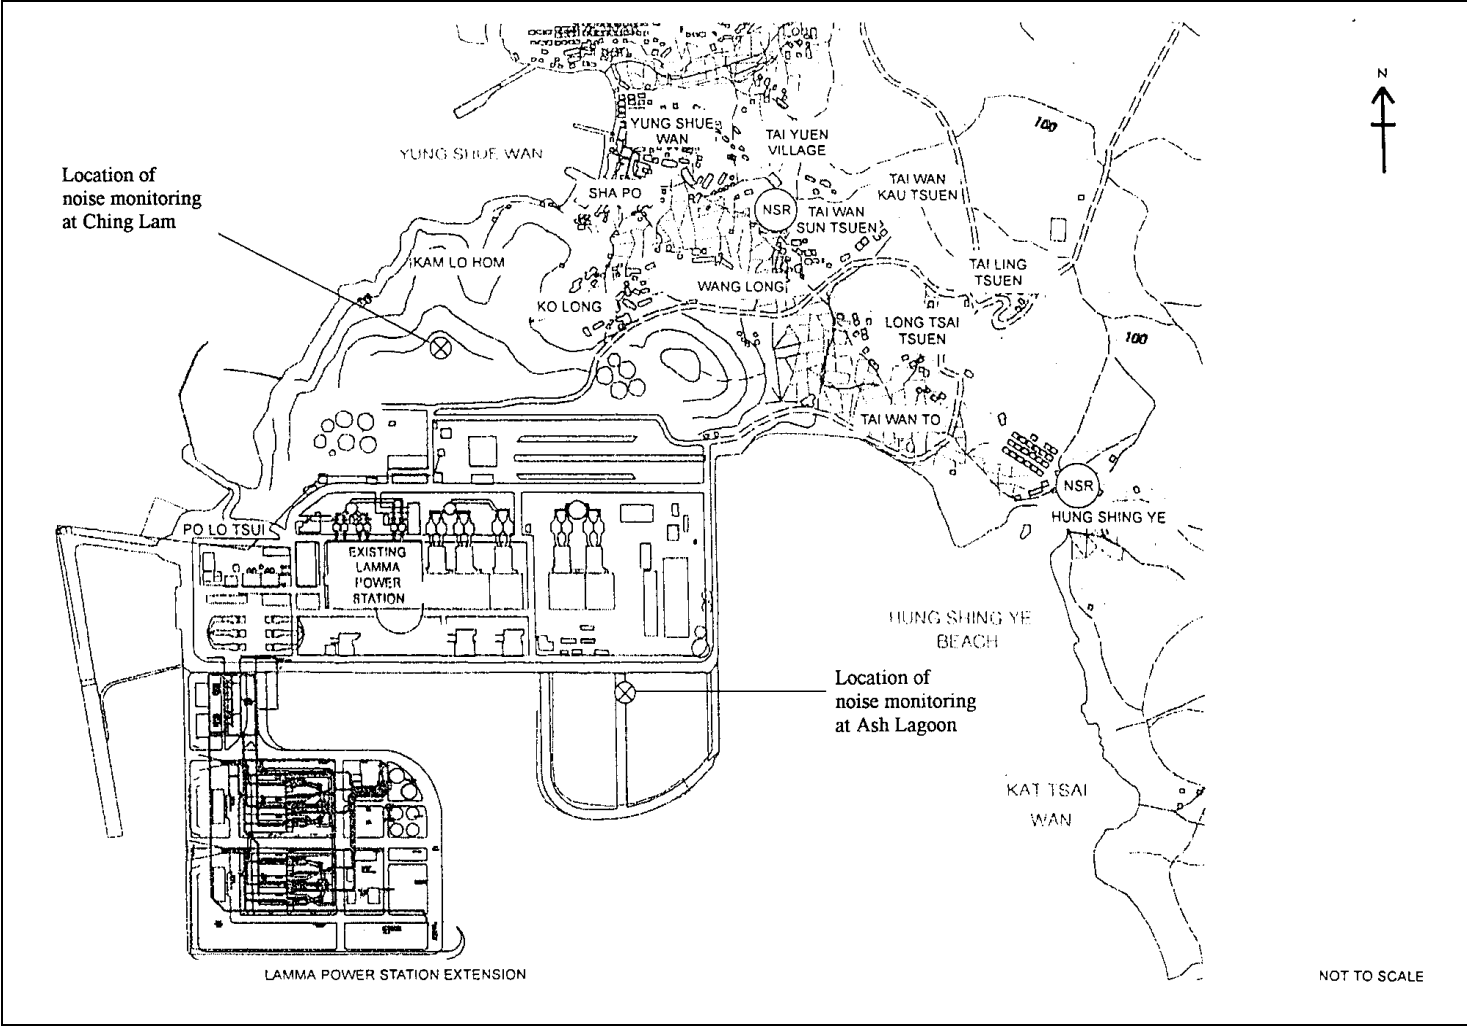 N
100
YUNG SHUE
WAN
TAI YUEN
VILLAGE
YUNG SHUE WAN
Location of
noise monitoring
at Ching Lam
TAI WAN
KAU TSUEN
SHA PO
NSR
TAI WAN
SUN TSUEN
KAM LO HOM
TAI LING
TSUEN
WANG LONG
KO LONG
LONG TSAI
TSUEN
100
TAI WAN TO
NSR
HUNG SHING YE
PO LO TSUI
EXISTING
LAMMA
POWER
STATION
HUNG SHING YE
BEACH
Location of
noise monitoring
at Ash Lagoon
KAT TSAI
WAN
LAMMA POWER STATION EXTENSION
NOT TO SCALE